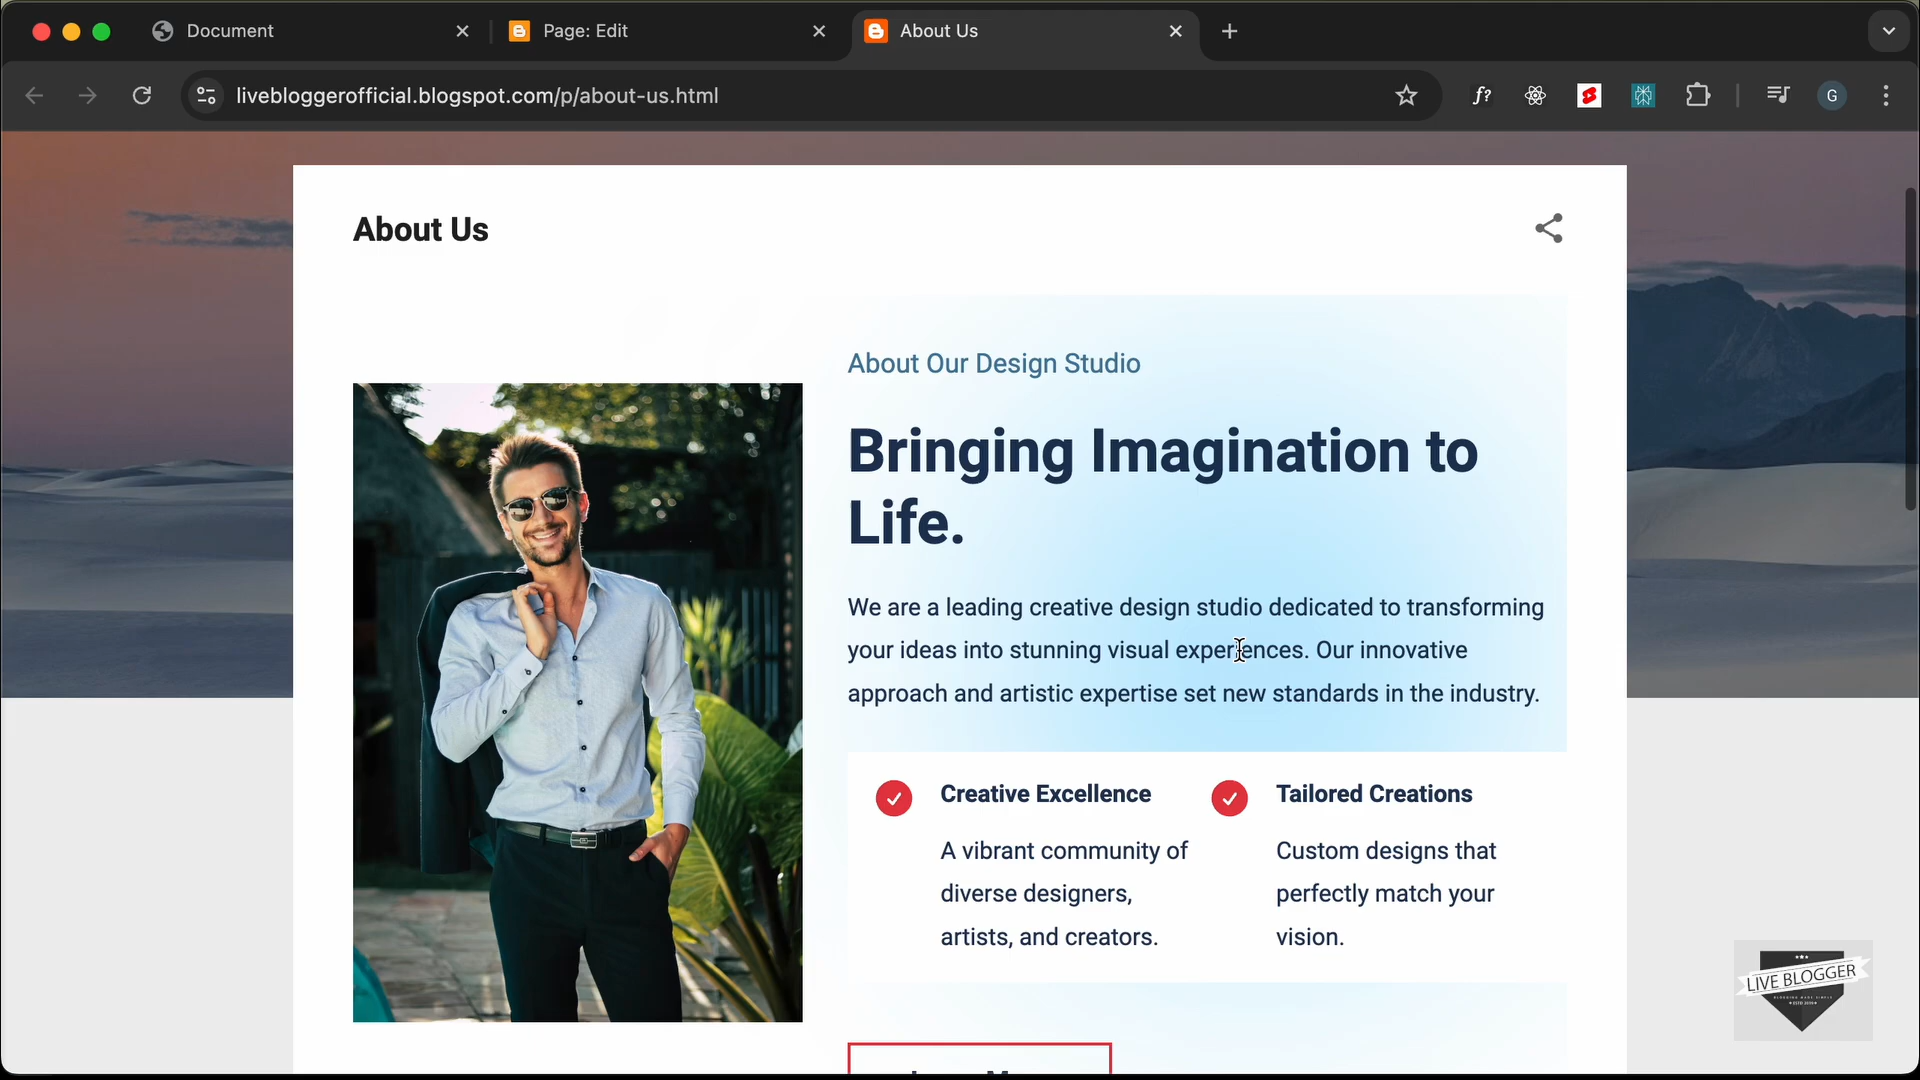 Document
Page: Edit
About Us
livebloggerofficial.blogspot.com/p/about-us.html
f?
G
About Us
About Our Design Studio
Bringing Imagination to
Life.
We are a leading creative design studio dedicated to transforming
your ideas into stunning visual experiences. Our innovative
approach and artistic expertise set new standards in the industry.
Creative Excellence
A vibrant community of
diverse designers,
artists, and creators.
Tailored Creations
Custom designs that
perfectly match your
vision.
LIVE BLOGGER